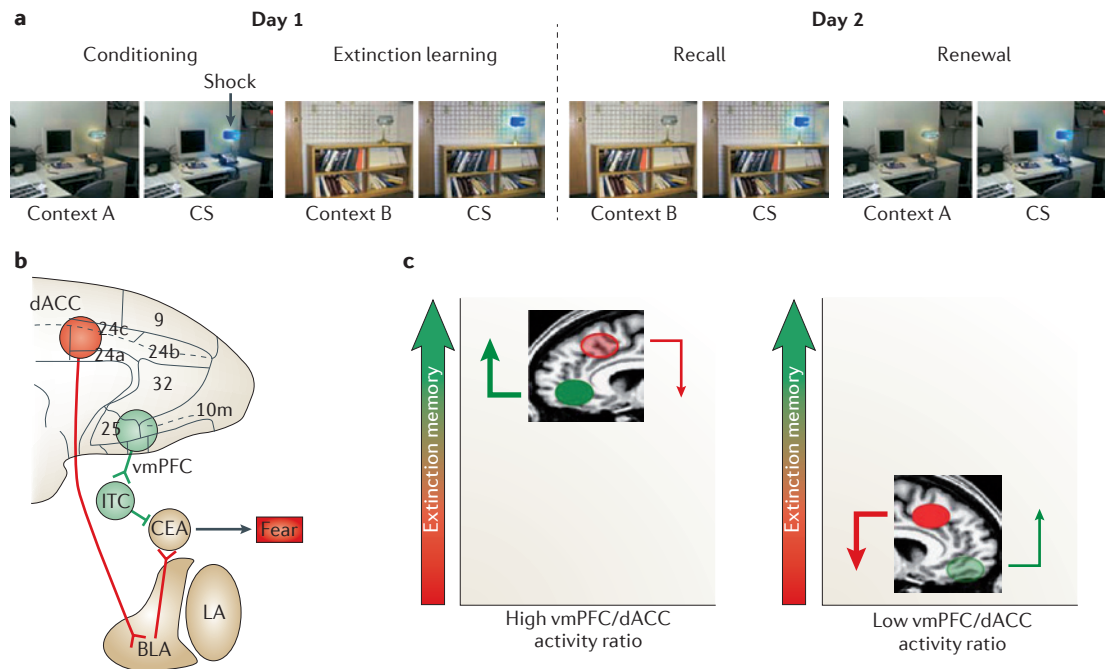 a
Day 1
Day 2
Conditioning
Extinction learning
Recall
Renewal
Shock
Context A
CS
Context B
CS
Context B
CS
Context A
CS
b
dACC
24c
9
24a
24b
32
10m
25
vmPFC
ITC
CEA
Fear
LA
BLA
c
Extinction memory
High vmPFC/dACC
activity ratio
Extinction memory
Low vmPFC/dACC
activity ratio